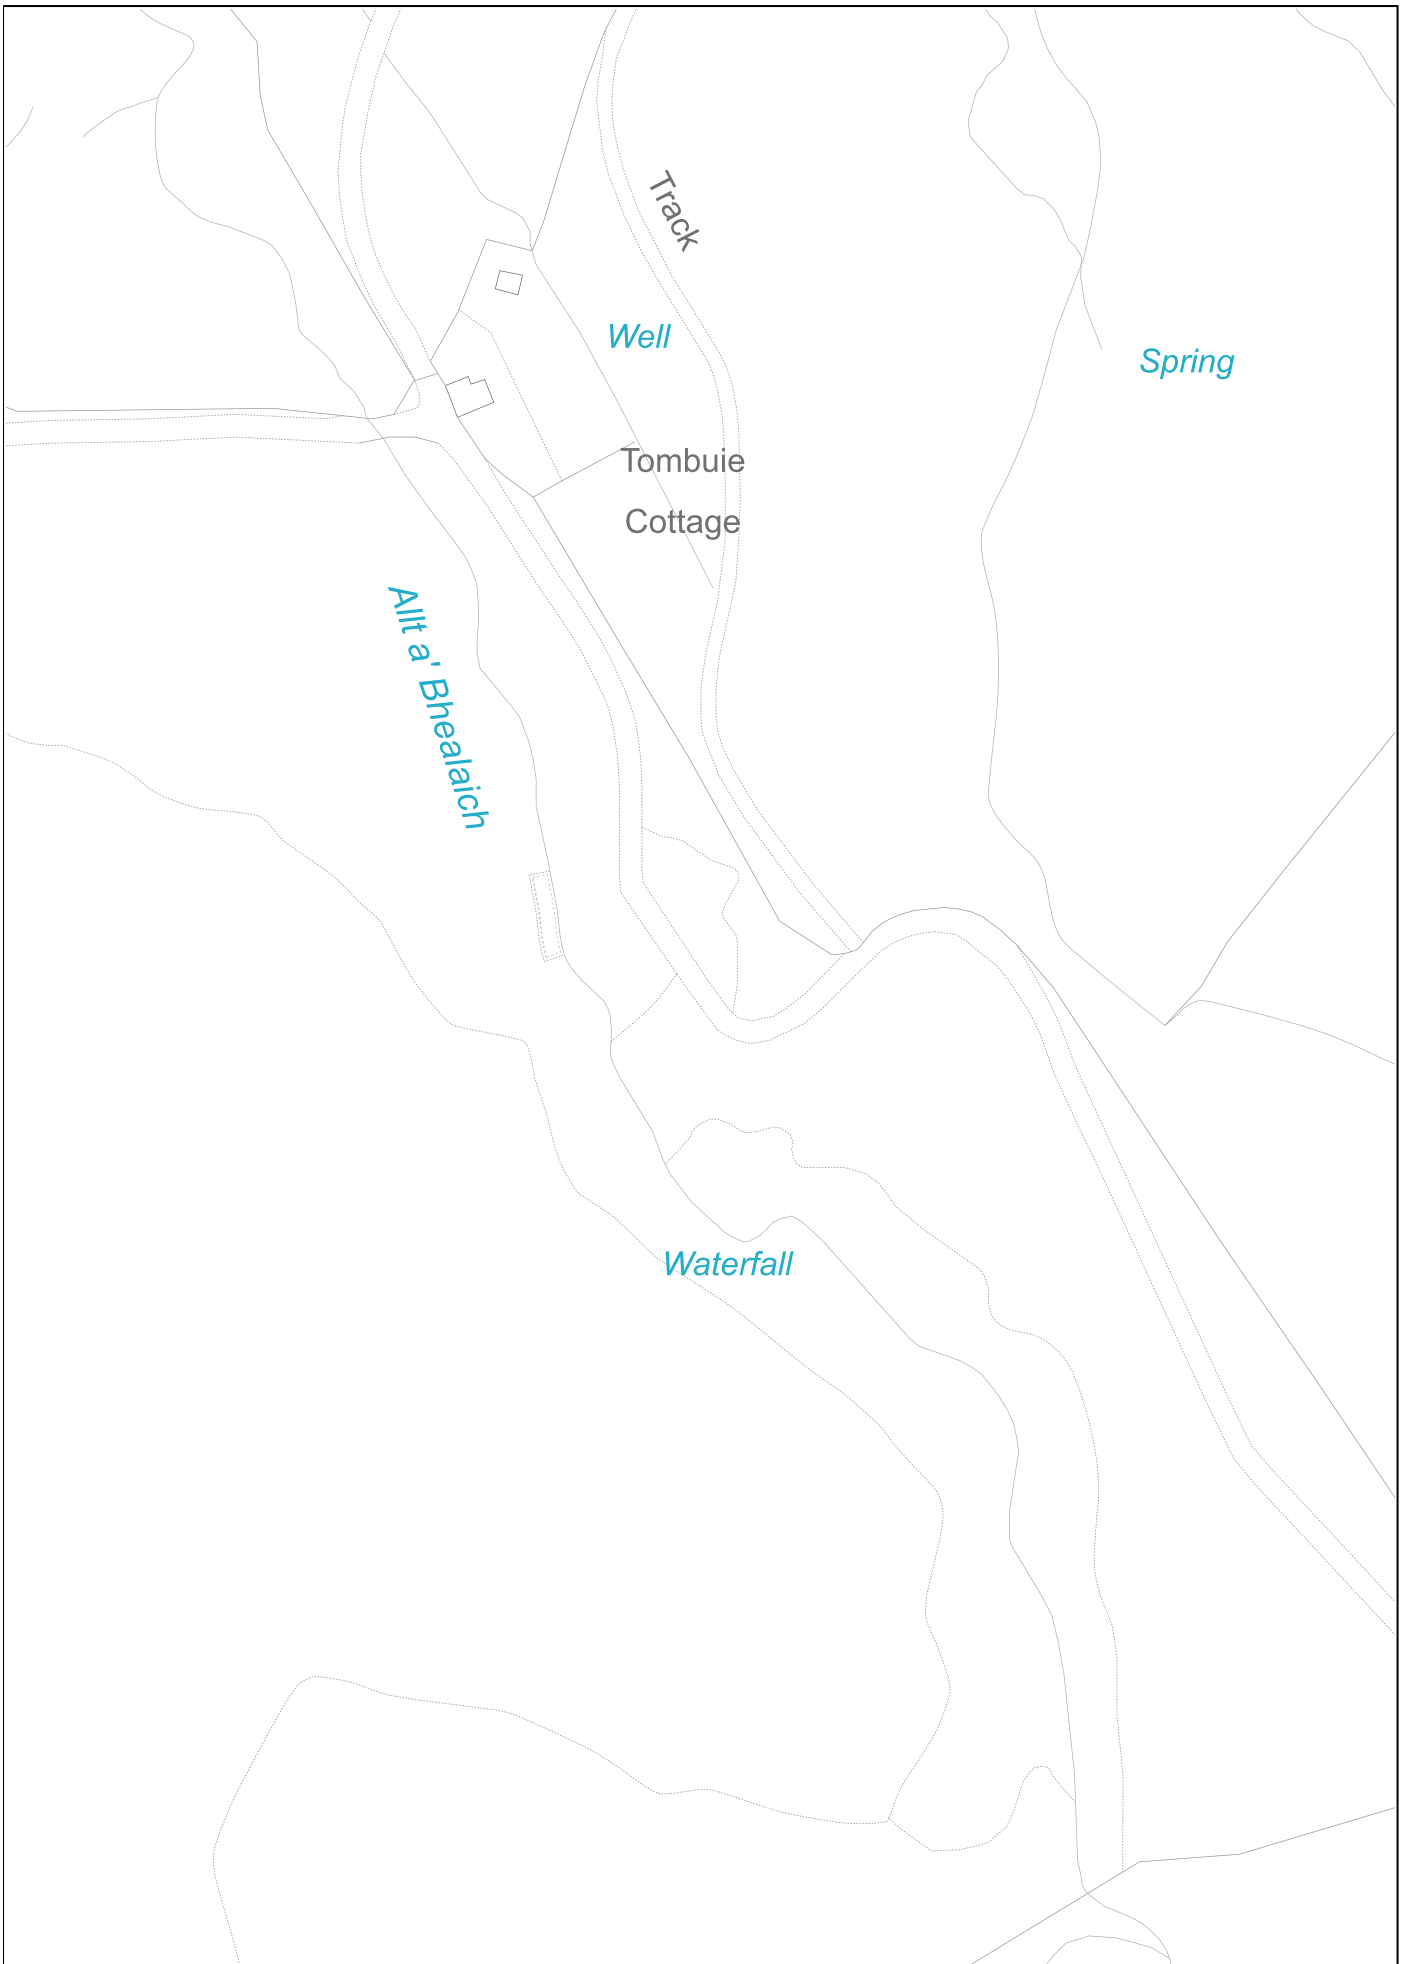 Track
Well
Spring
Tombuie
Cottage
Allt a' Bhealaich
Waterfall